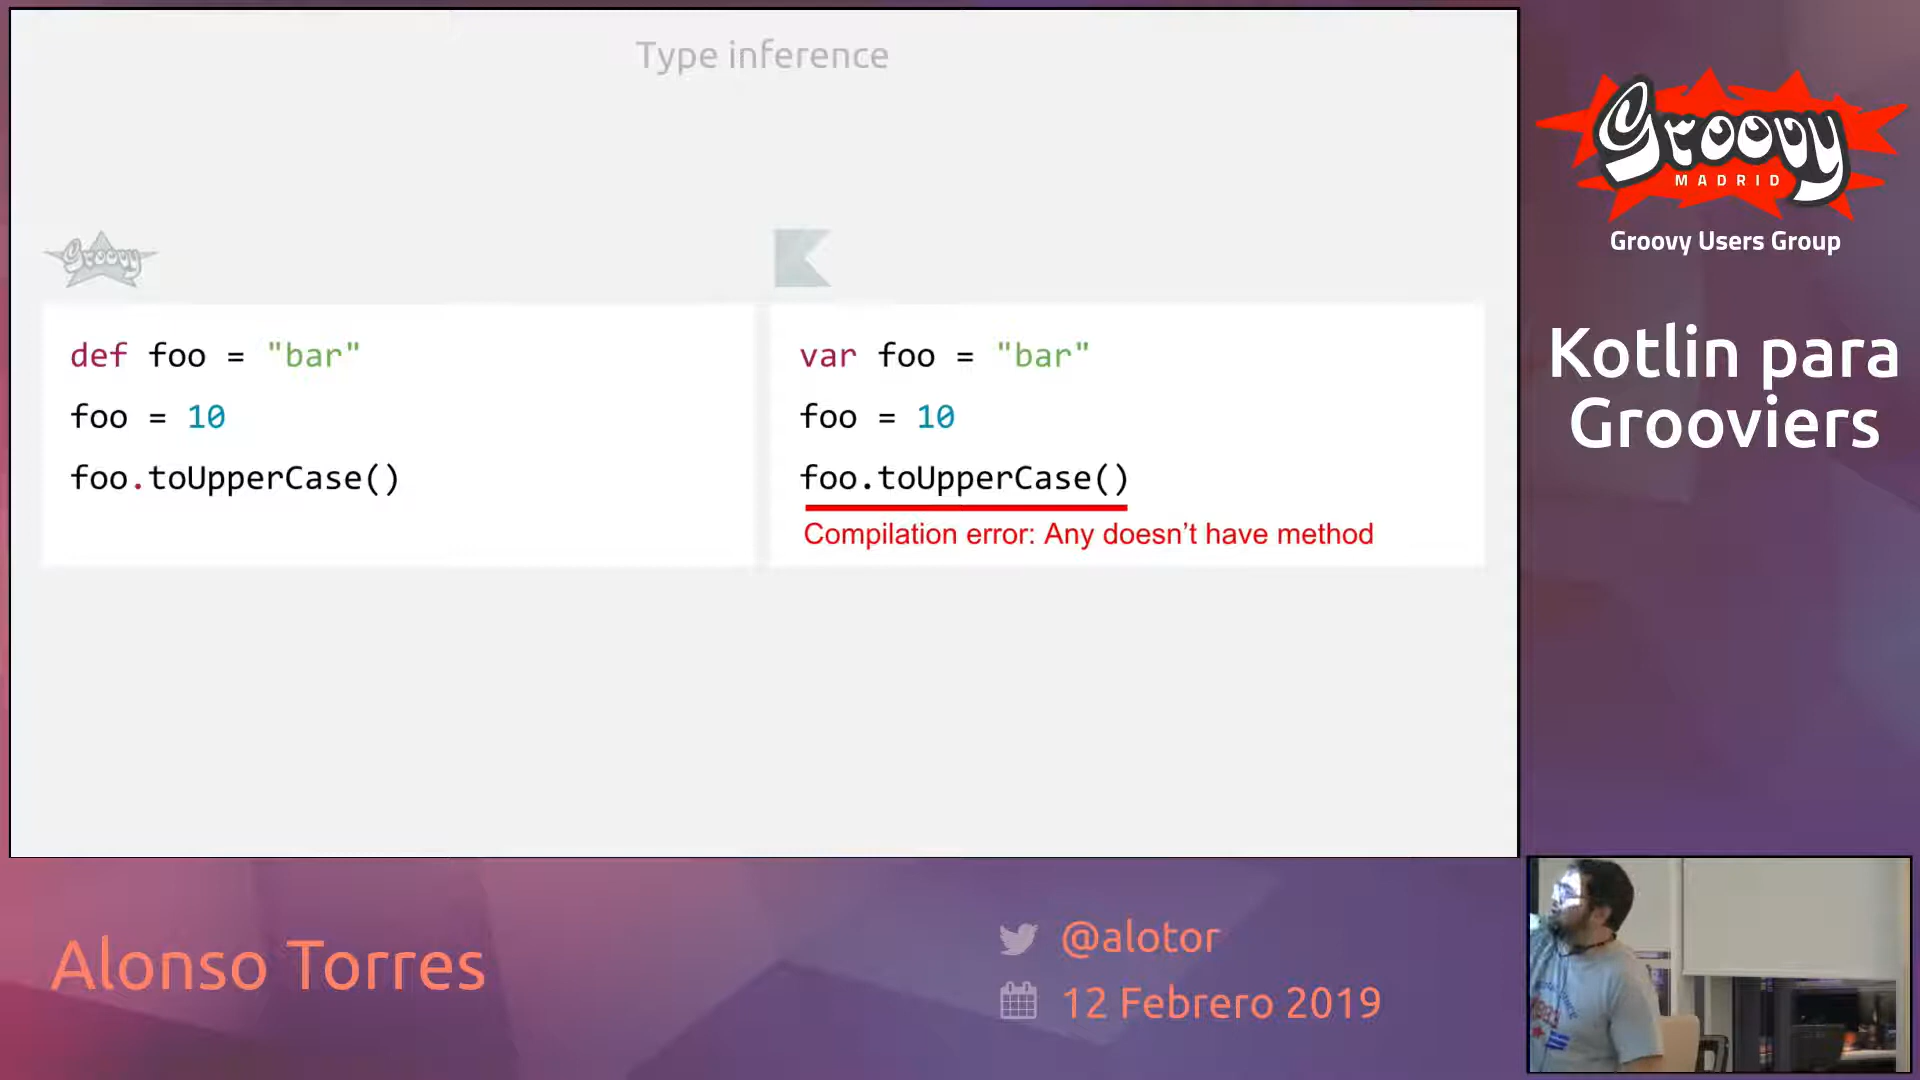 Type inference
Groovy
def foo = "bar"
foo = 10
foo.toUpperCase()
var foo = "bar"
foo = 10
foo.toUpperCase()
Compilation error: Any doesn’t have method
Groovy
MADRID
Groovy Users Group
Kotlin para
Grooviers
Alonso Torres
@alotor
12 Febrero 2019